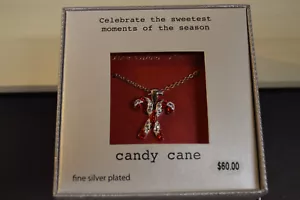 Celebrate the sweetest
moments of the season
candy cane
fine silver plated
$60.00